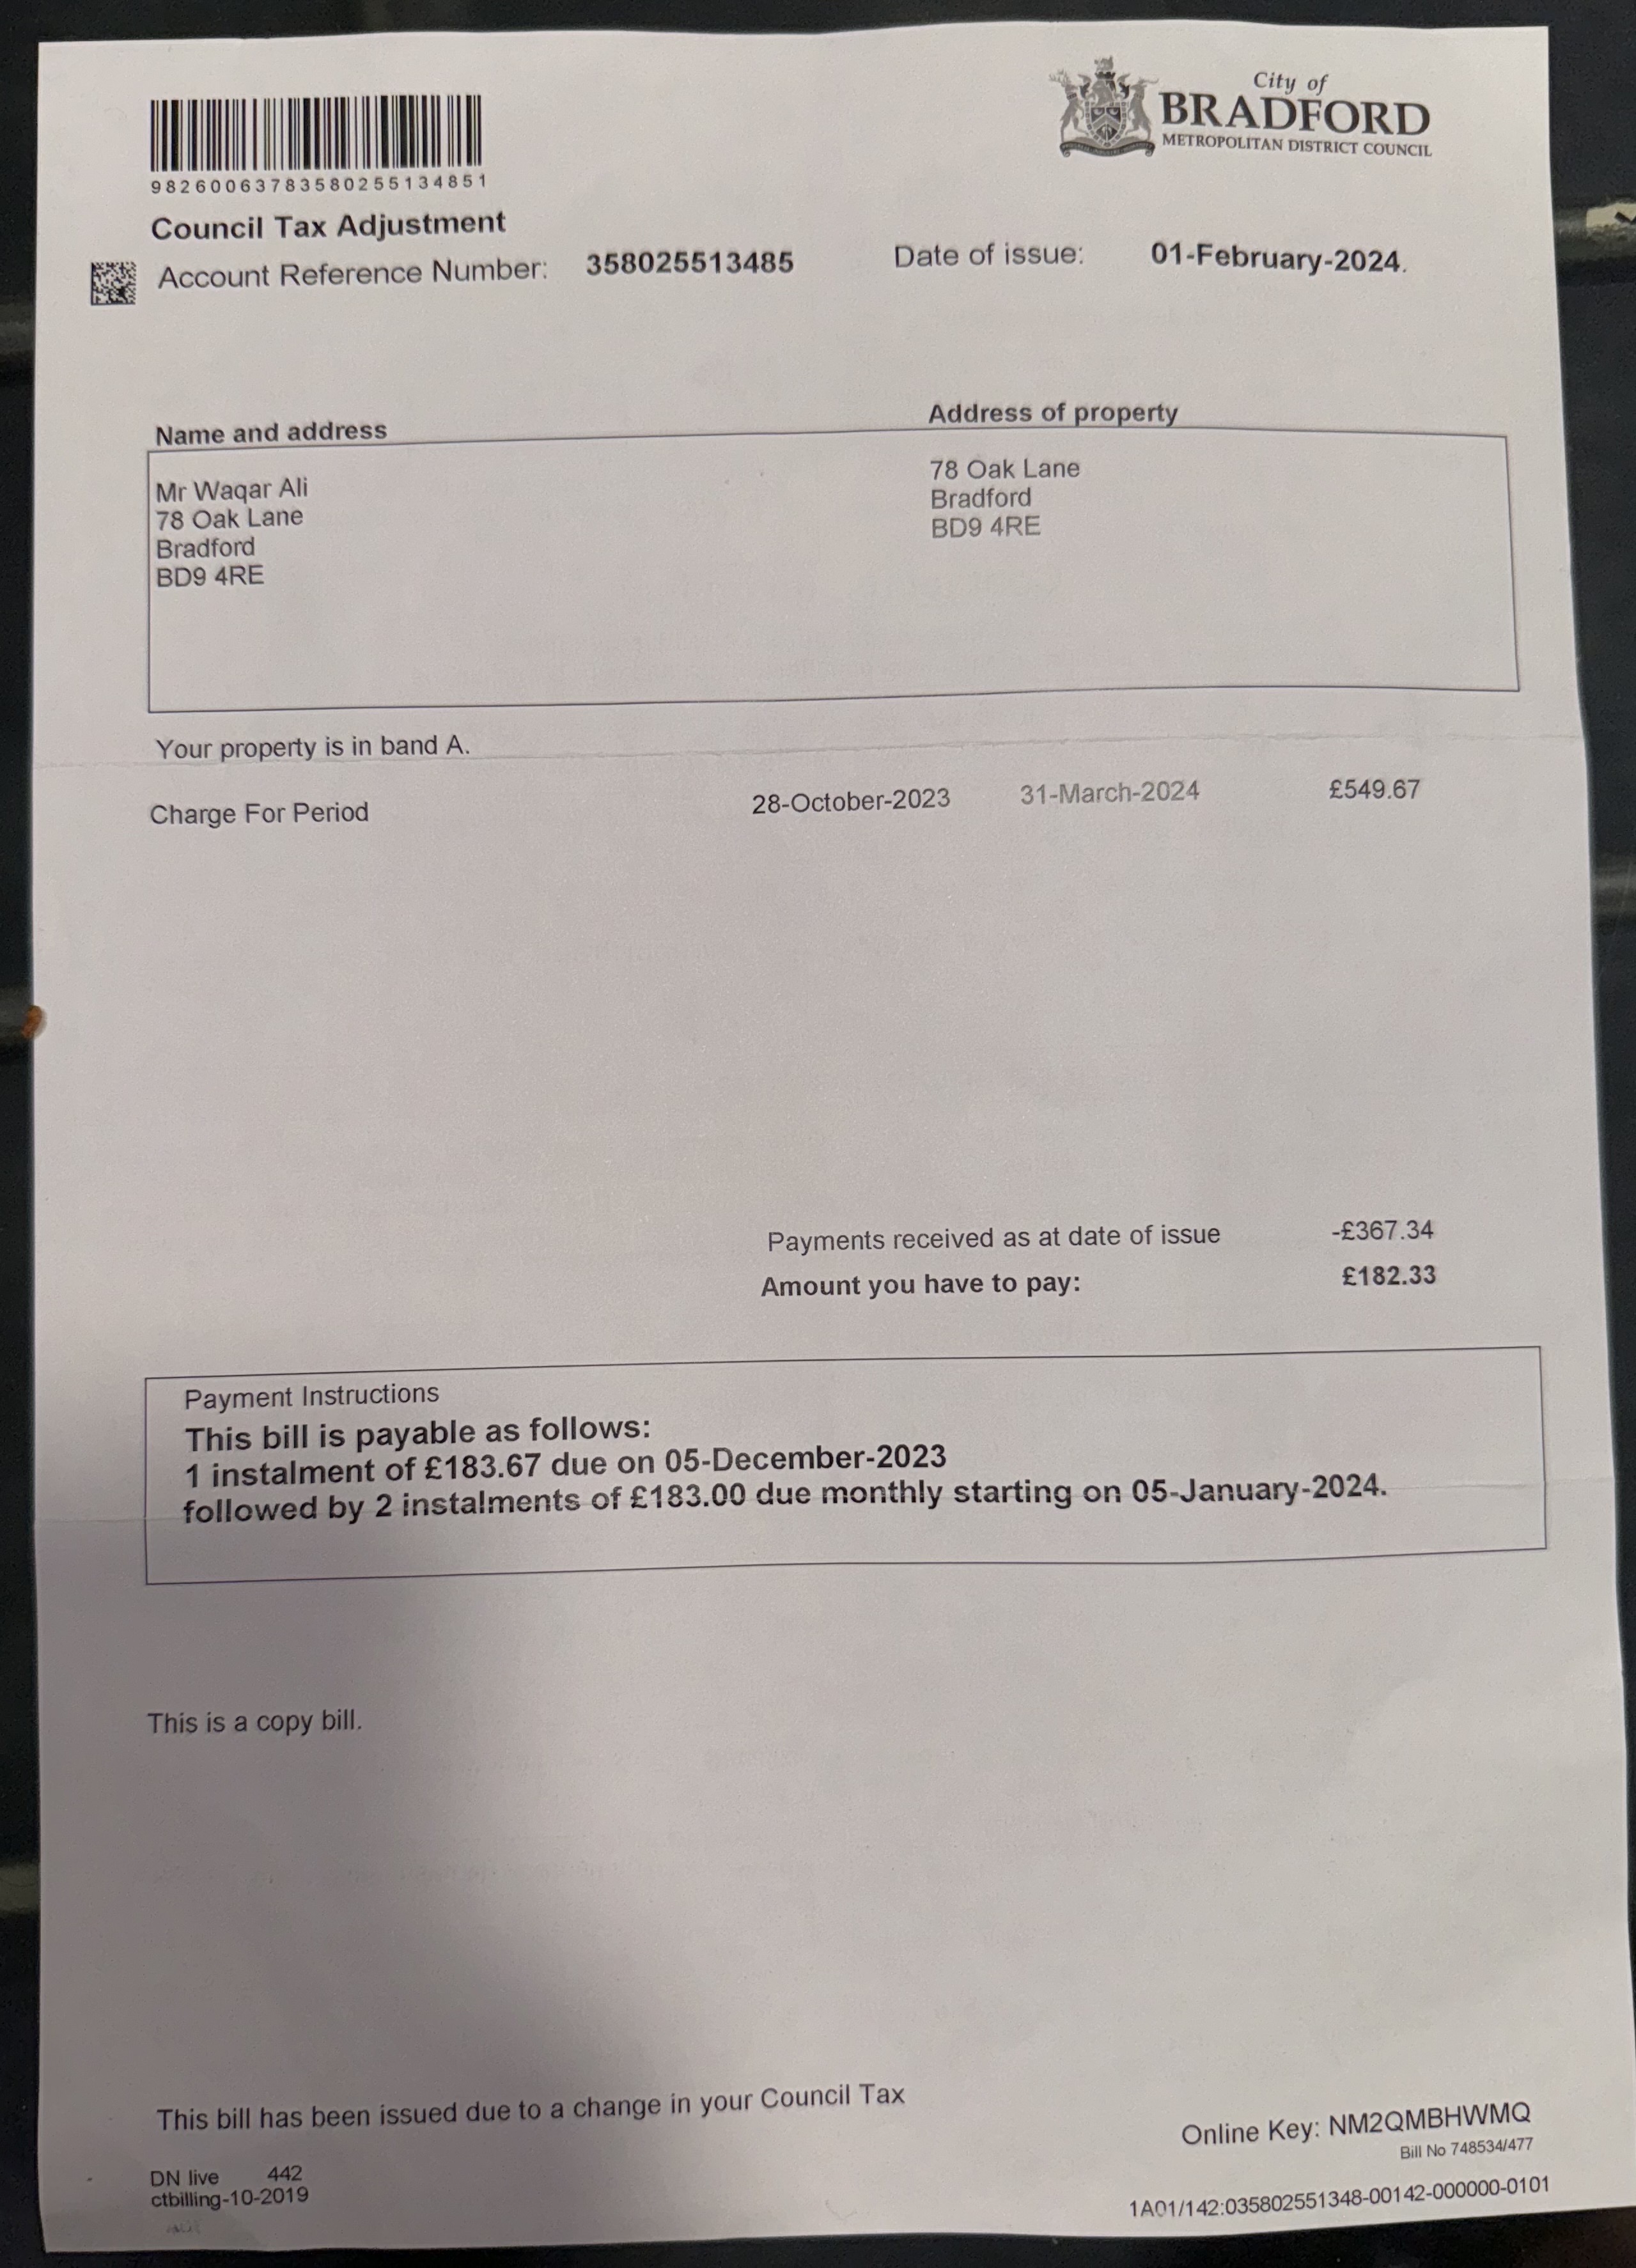 City of
BRADFORD
METROPOLITAN DISTRICT COUNCIL
98260063783580255134851
Council Tax Adjustment
Account Reference Number: 358025513485
Date of issue: 01-February-2024.
Name and address
Mr Waqar Ali
78 Oak Lane
Bradford
BD9 4RE
Address of property
78 Oak Lane
Bradford
BD9 4RE
Your property is in band A.
Charge For Period 28-October-2023 31-March-2024 £549.67
Payments received as at date of issue -£367.34
Amount you have to pay: £182.33
Payment Instructions
This bill is payable as follows:
1 instalment of £183.67 due on 05-December-2023
followed by 2 instalments of £183.00 due monthly starting on 05-January-2024.
This is a copy bill.
This bill has been issued due to a change in your Council Tax
Online Key: NM2QMBHWMQ
Bill No 748534/477
DN live 442
ctbilling-10-2019
1A01/142:035802551348-00142-000000-0101